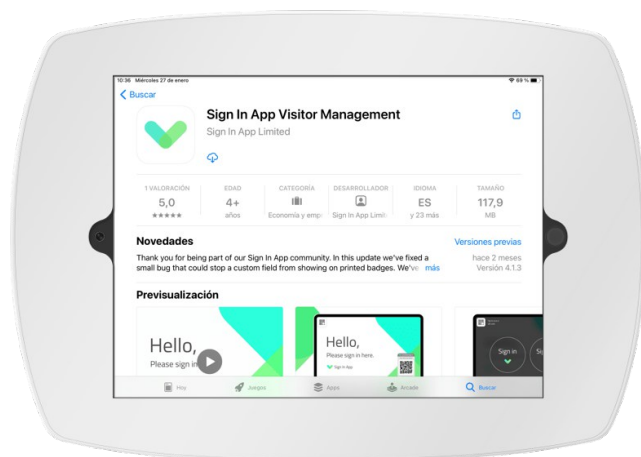 10:36 Miércoles 27 de enero
69 %
Buscar
Sign In App Visitor Management
Sign In App Limited
1 VALORACIÓN
5,0
★★★★★
EDAD
4+
años
CATEGORÍA
Economía y emp
DESARROLLADOR
Sign In App Limit
IDIOMA
ES
y 23 más
TAMAÑO
117,9
MB
Novedades
Versiones previas
Thank you for being part of our Sign In App community. In this update we've fixed a
small bug that could stop a custom field from showing on printed badges. We've más
hace 2 meses
Versión 4.1.3
Previsualización
Hello,
Please sign in
Hello,
Please sign in here.
Sign In App
Sign in
Hoy
Juegos
Apps
Arcade
Buscar